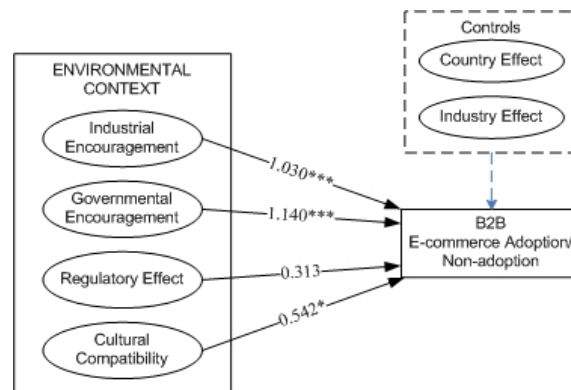 ENVIRONMENTAL
CONTEXT
Industrial
Encouragement
Governmental
Encouragement
Regulatory Effect
Cultural
Compatibility
1.030***
1.140***
0.313
0.542*
Controls
Country Effect
Industry Effect
B2B
E-commerce Adoption/
Non-adoption